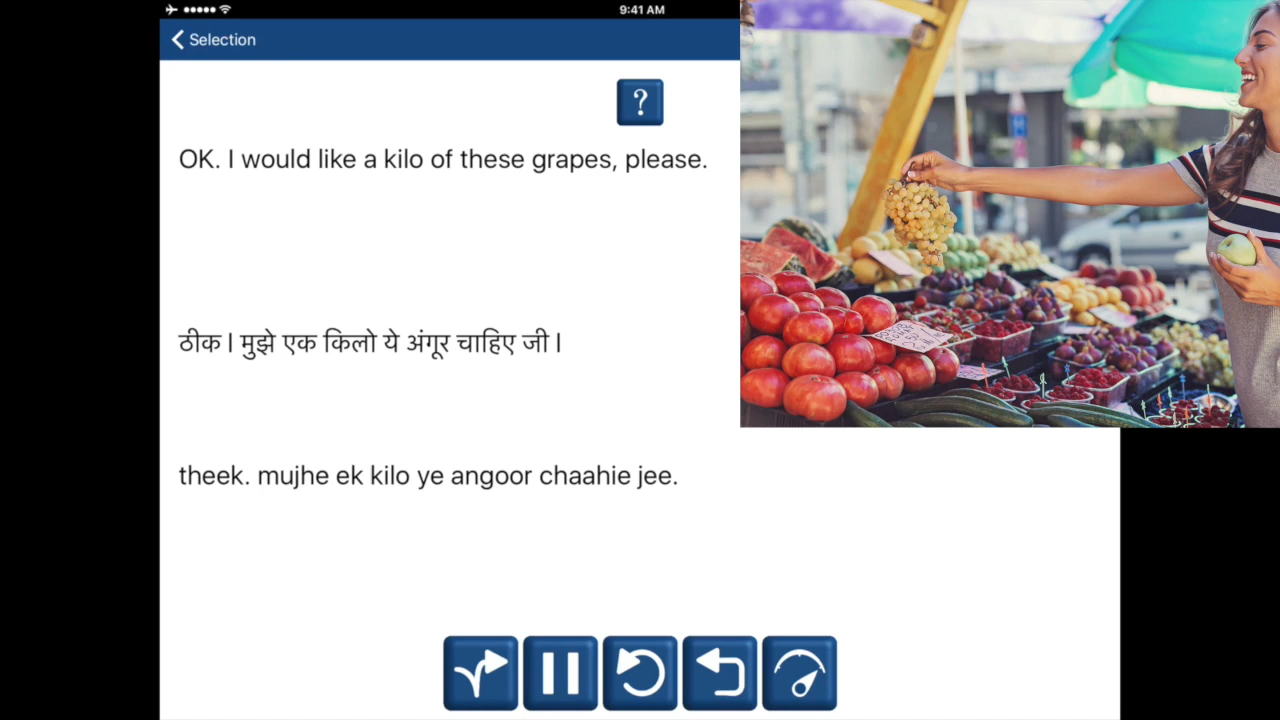 9:41 AM
Selection
?
OK. I would like a kilo of these grapes, please.
ठीक । मुझे एक किलो ये अंगूर चाहिए जी ।
theek. mujhe ek kilo ye angoor chaahie jee.